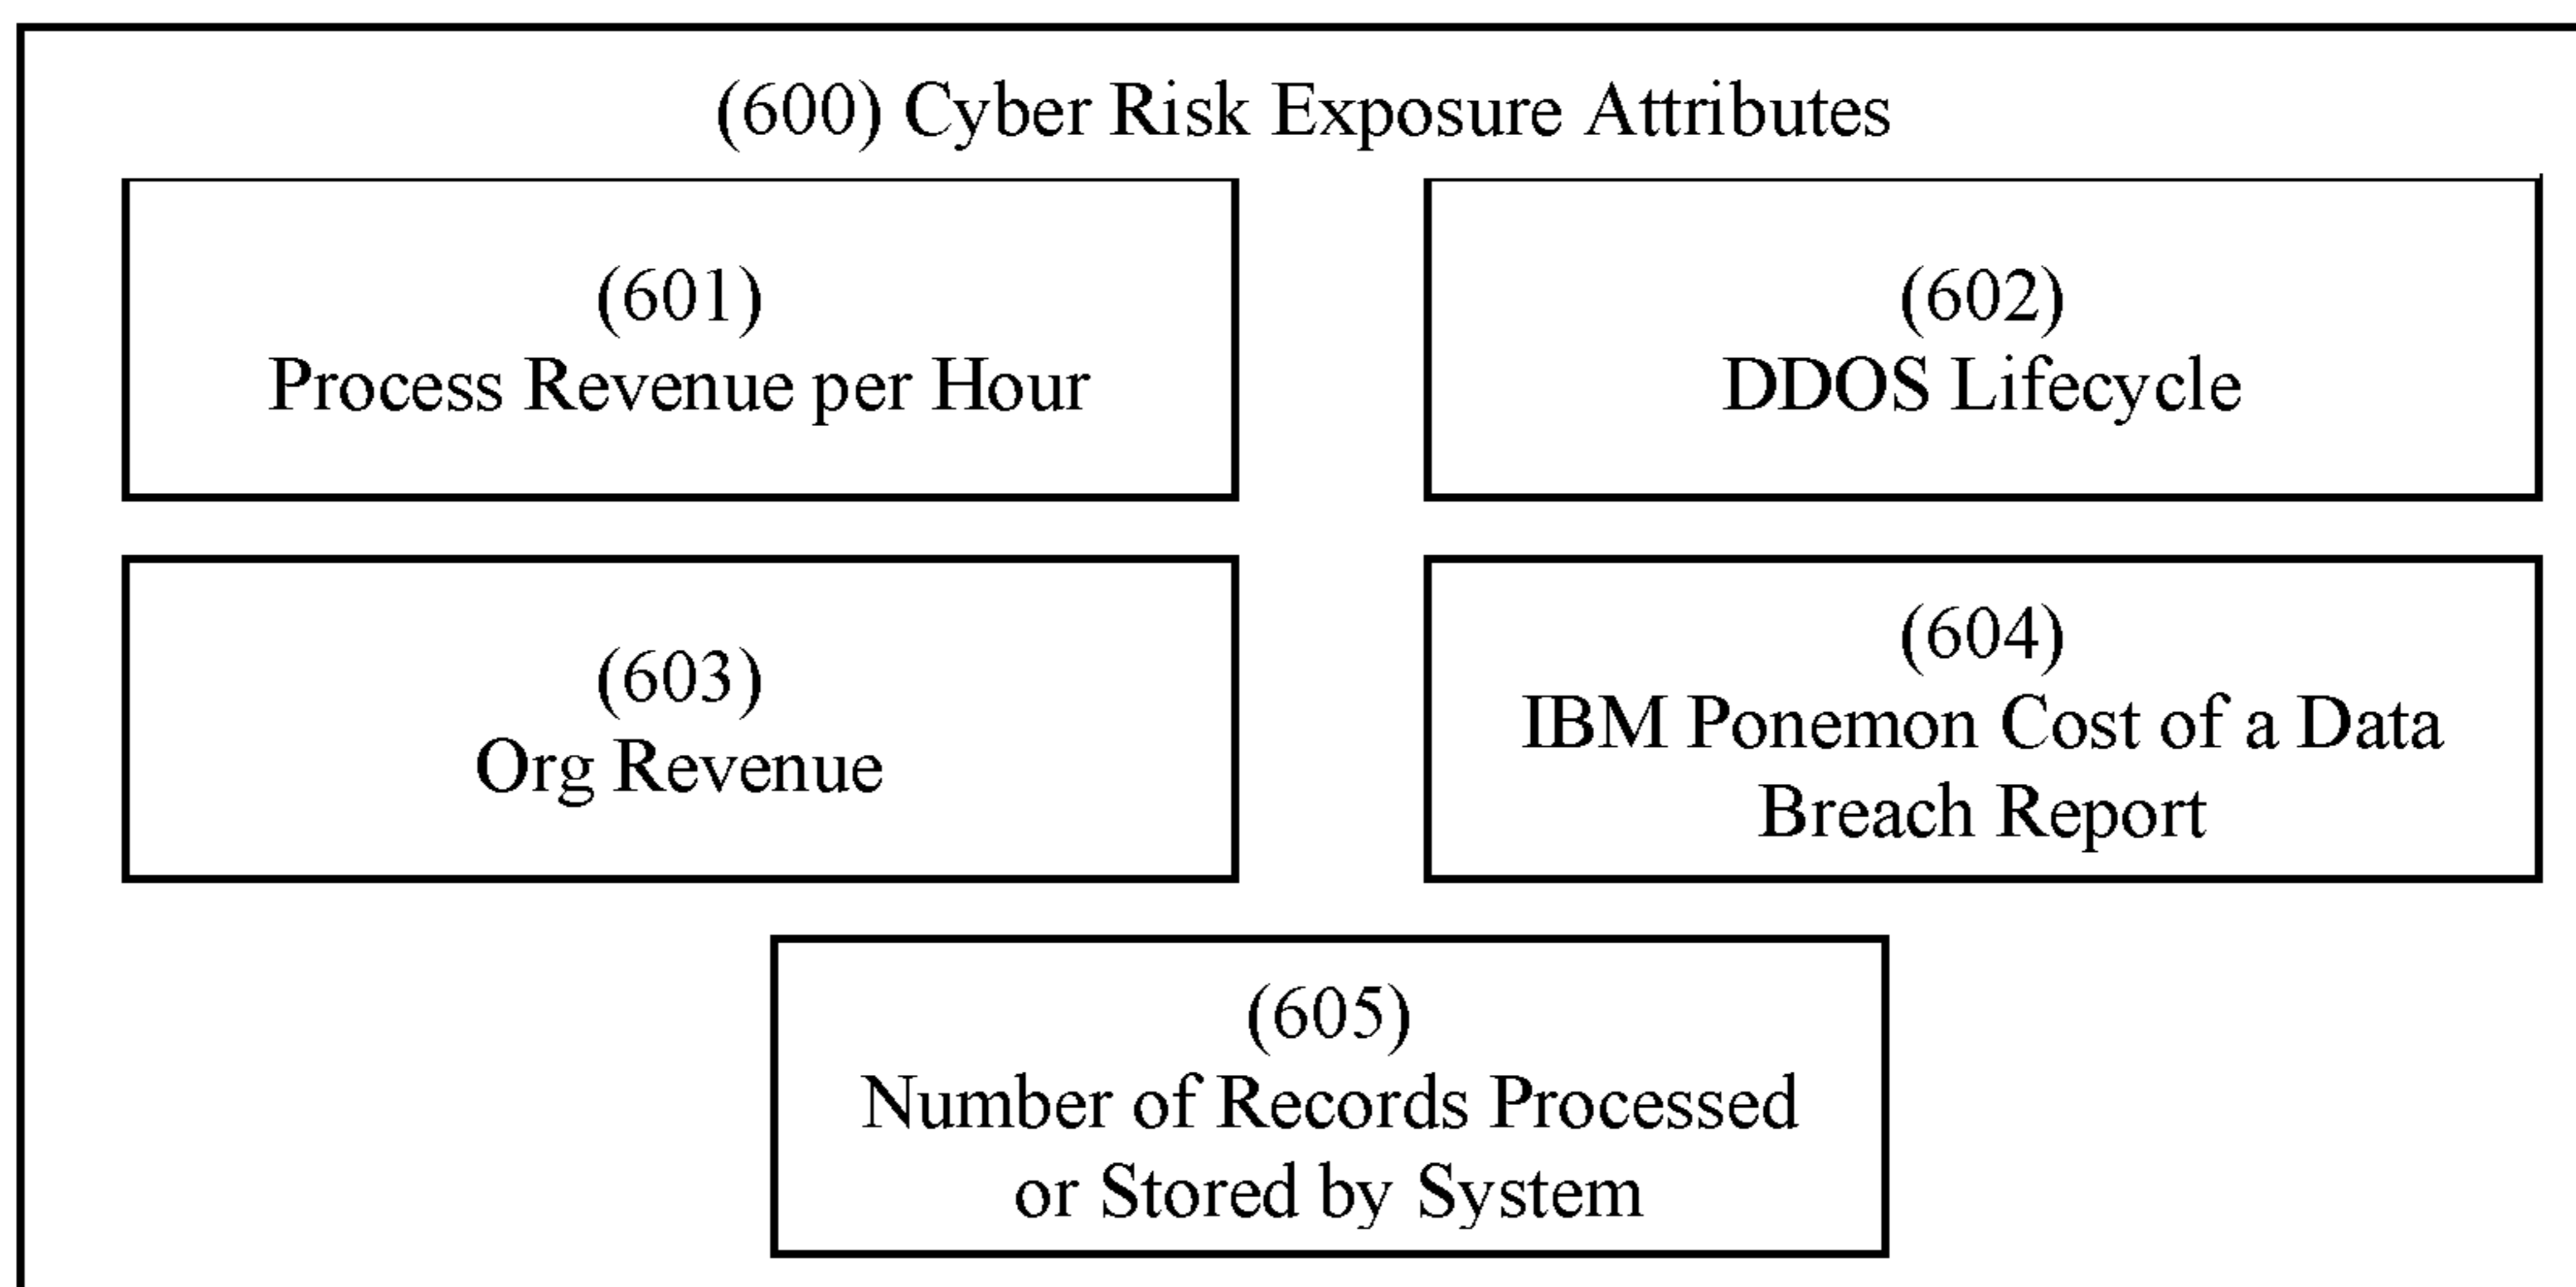 (600) Cyber Risk Exposure Attributes
(601)
Process Revenue per Hour
(602)
DDOS Lifecycle
(603)
Org Revenue
(604)
IBM Ponemon Cost of a Data
Breach Report
(605)
Number of Records Processed
or Stored by System